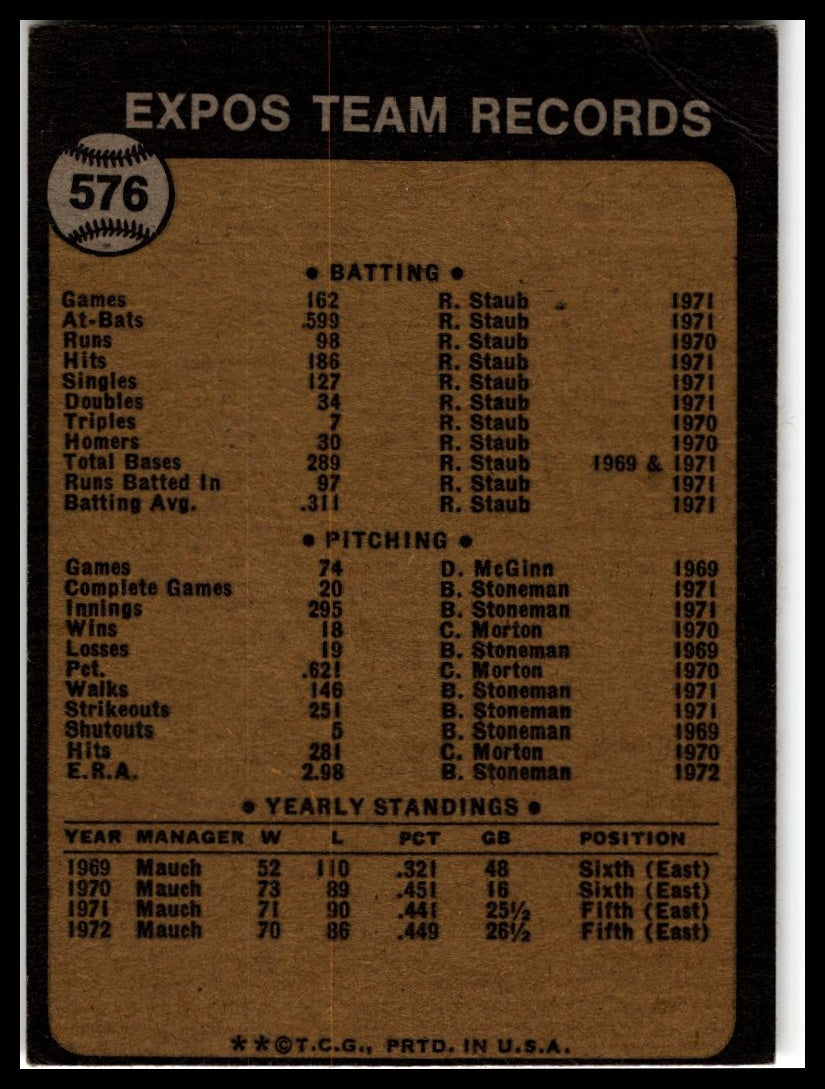 EXPOS TEAM RECORDS
576
• BATTING •
Games 162 R. Staub 1971
At-Bats 599 R. Staub 1971
Runs 98 R. Staub 1970
Hits 186 R. Staub 1971
Singles 127 R. Staub 1971
Doubles 34 R. Staub 1971
Triples 7 R. Staub 1970
Homers 30 R. Staub 1970
Total Bases 289 R. Staub 1969 & 1971
Runs Batted In 97 R. Staub 1971
Batting Avg. .311 R. Staub 1971
• PITCHING •
Games 74 D. McGinn 1969
Complete Games 20 B. Stoneman 1971
Innings 295 B. Stoneman 1971
Wins 18 C. Morton 1970
Losses 19 B. Stoneman 1969
Pct. .621 C. Morton 1970
Walks 146 B. Stoneman 1971
Strikeouts 251 B. Stoneman 1971
Shutouts 5 B. Stoneman 1969
Hits 281 C. Morton 1970
E.R.A. 2.98 B. Stoneman 1972
• YEARLY STANDINGS •
YEAR MANAGER W L PCT GB POSITION
1969 Mauch 52 110 .321 48 Sixth (East)
1970 Mauch 73 89 .451 16 Sixth (East)
1971 Mauch 71 90 .441 25½ Fifth (East)
1972 Mauch 70 86 .449 26½ Fifth (East)
**©T.C.G., PRTD. IN U.S.A.